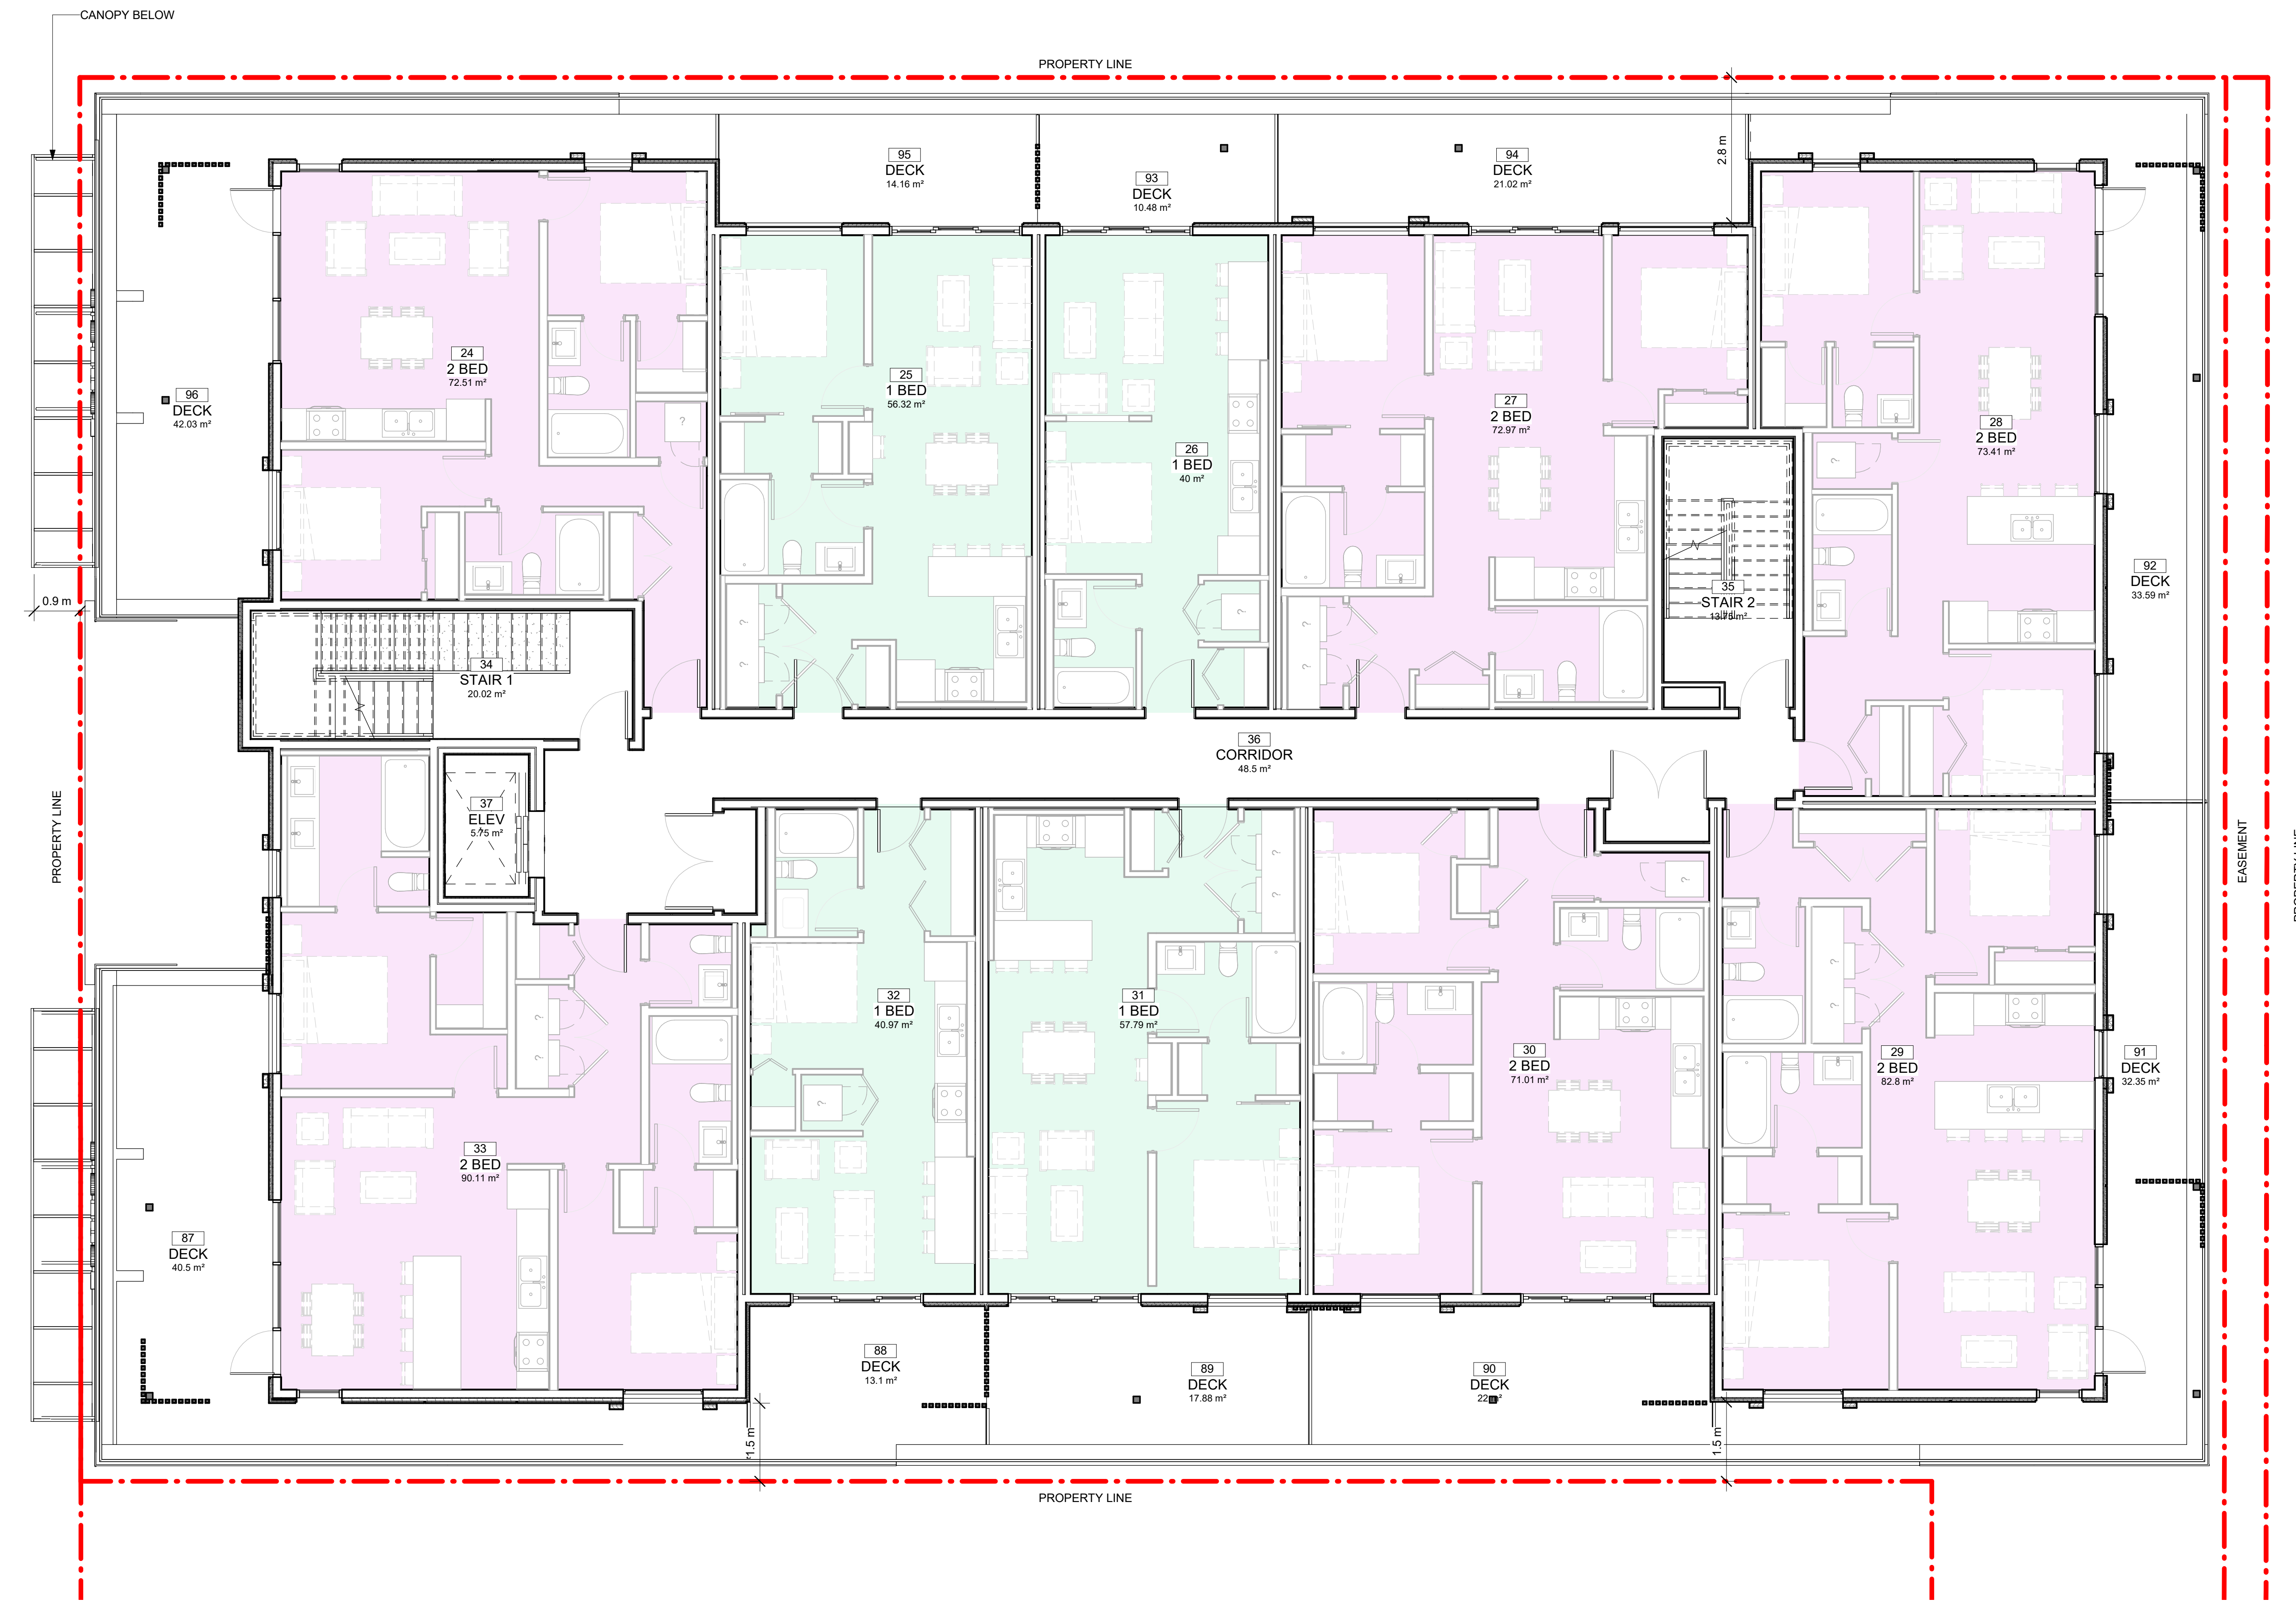 CANOPY BELOW
PROPERTY LINE
2.8 m
95
DECK
14.16 m²
93
DECK
10.48 m²
94
DECK
21.02 m²
24
2 BED
72.51 m²
96
DECK
42.03 m²
25
1 BED
56.32 m²
26
1 BED
40 m²
27
2 BED
72.97 m²
28
2 BED
73.41 m²
?
?
?
?
?
?
?
?
92
DECK
33.59 m²
0.9 m
35
STAIR 2
13.75 m²
34
STAIR 1
20.02 m²
36
CORRIDOR
48.5 m²
37
ELEV
5.75 m²
PROPERTY LINE
EASEMENT
PROPERTY LINE
?
?
?
?
?
?
?
?
32
1 BED
40.97 m²
31
1 BED
57.79 m²
30
2 BED
71.01 m²
29
2 BED
82.8 m²
91
DECK
32.35 m²
33
2 BED
90.11 m²
87
DECK
40.5 m²
88
DECK
13.1 m²
89
DECK
17.88 m²
90
DECK
1.5 m
1.5 m
PROPERTY LINE